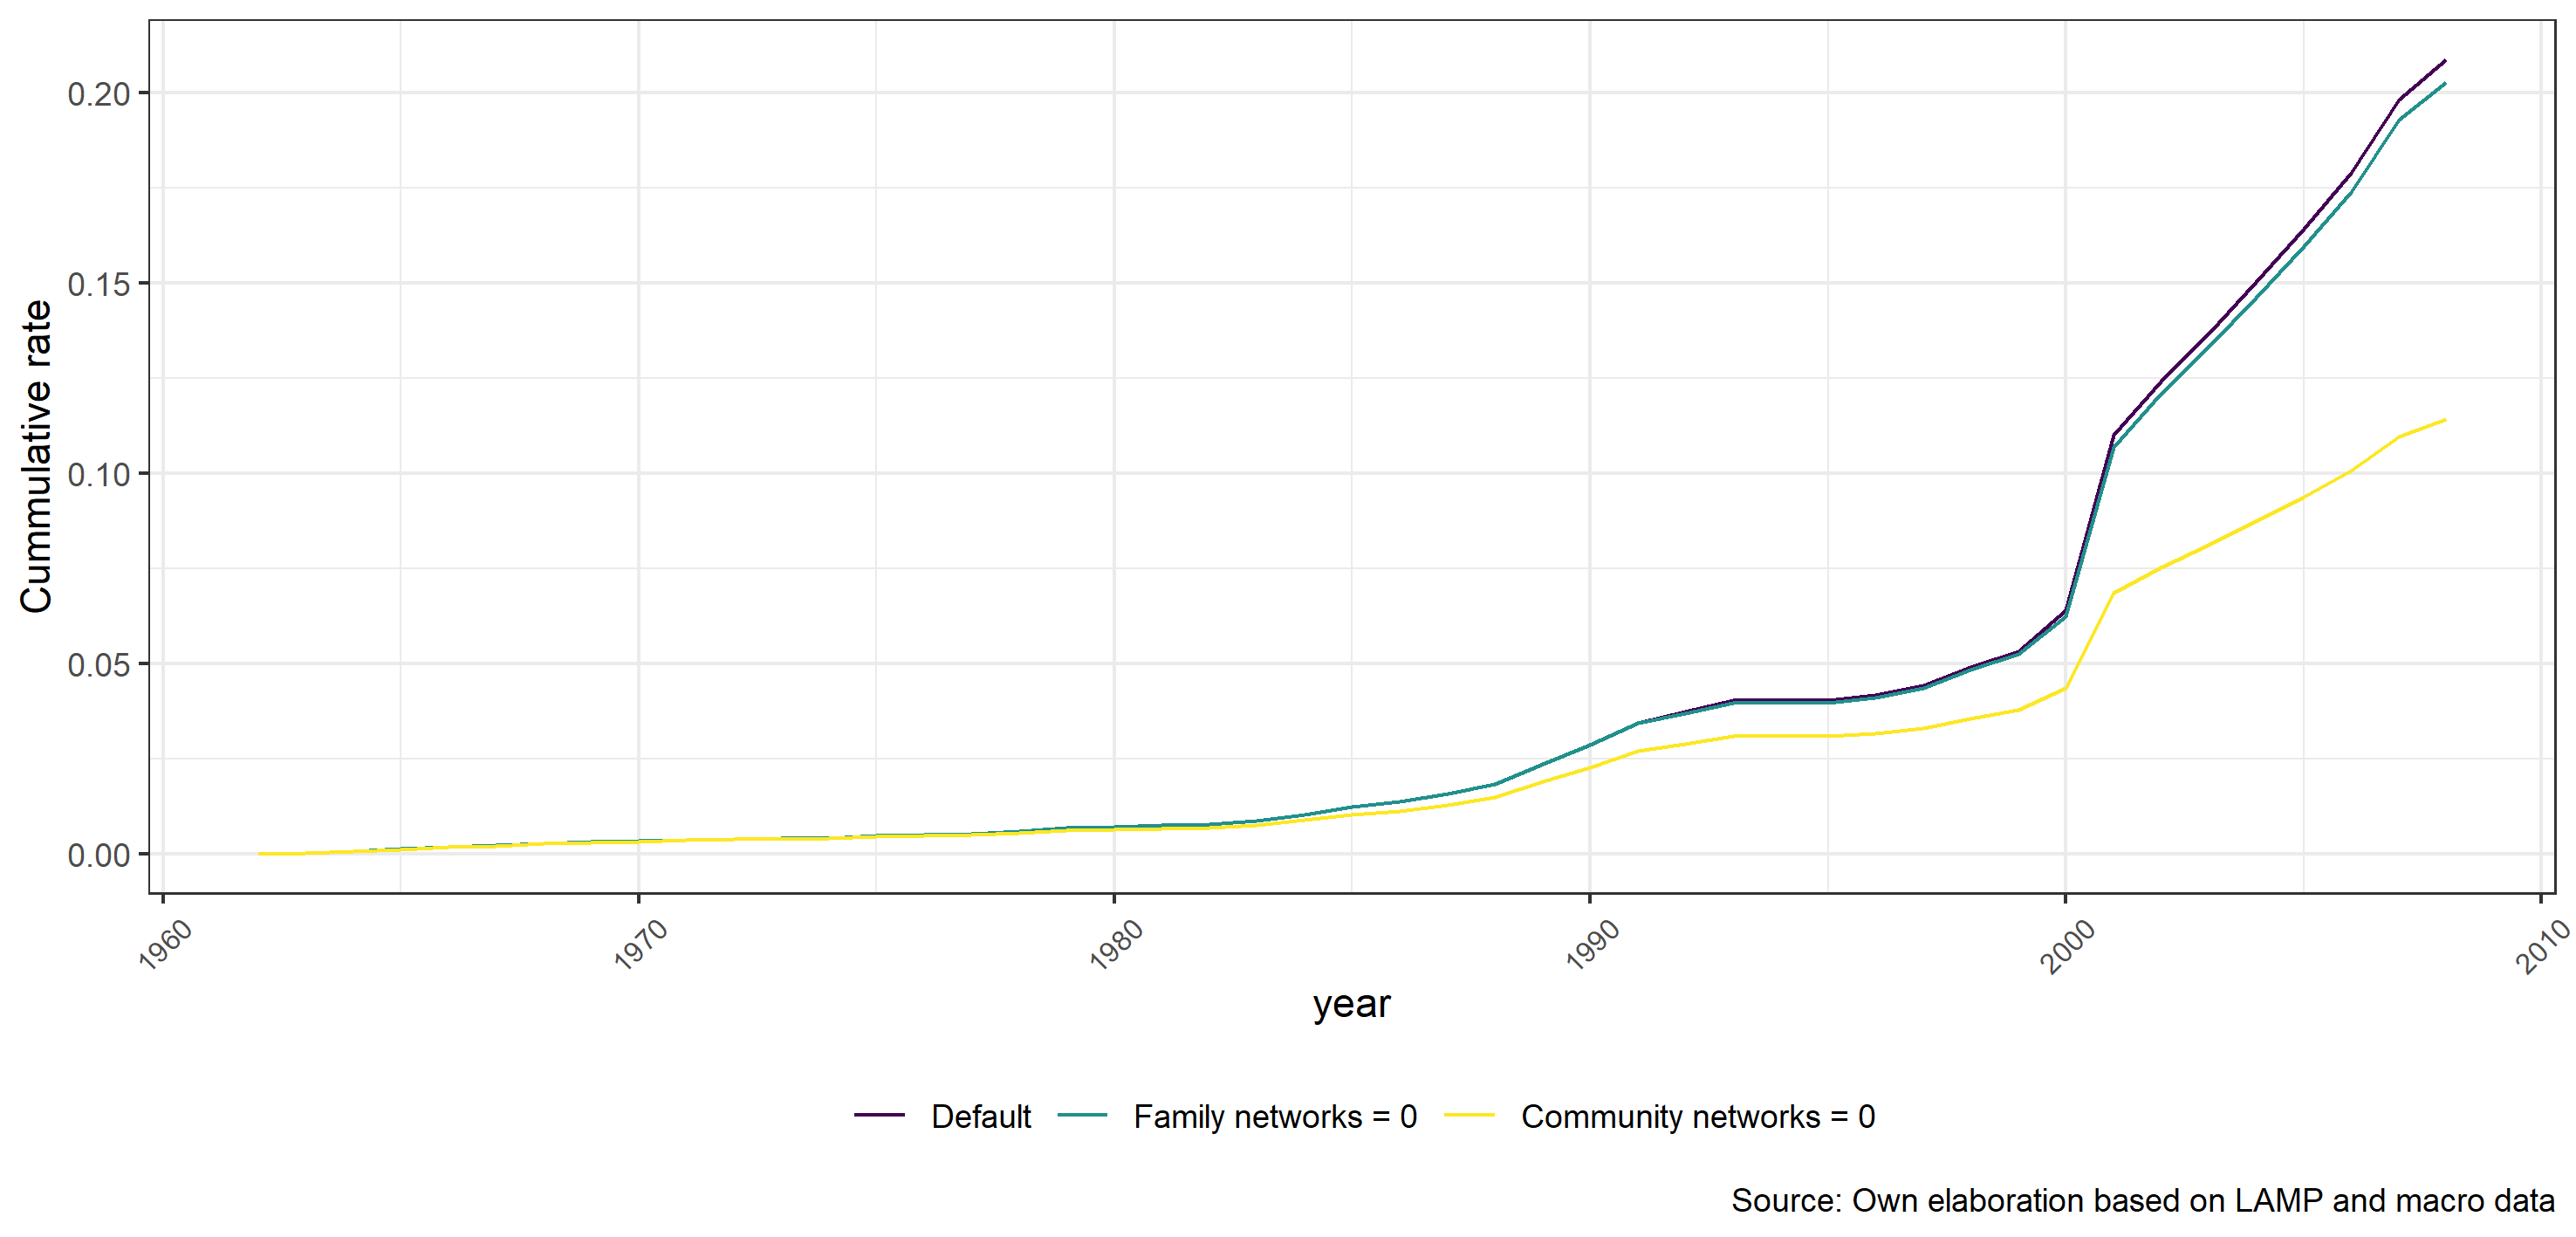 Cummulative rate
0.20
0.15
0.10
0.05
0.00
1960
1970
1980
1990
2000
2010
year
Default
Family networks = 0
Community networks = 0
Source: Own elaboration based on LAMP and macro data